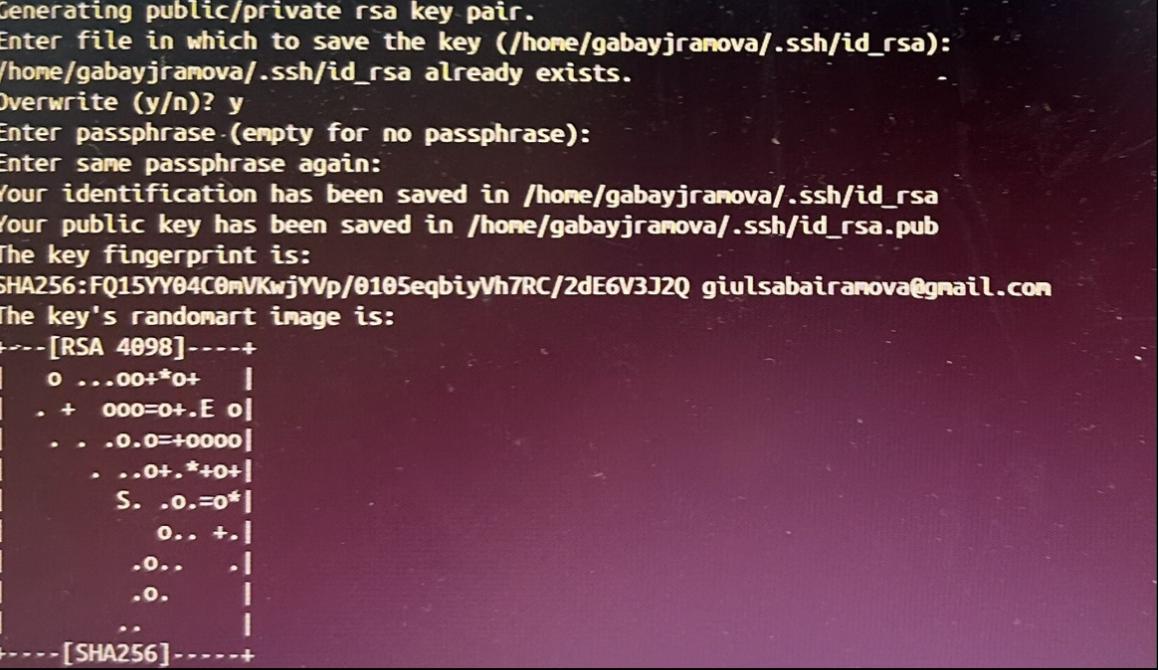 Generating public/private rsa key pair.
Enter file in which to save the key (/home/gabayjramova/.ssh/id_rsa):
/home/gabayjramova/.ssh/id_rsa already exists.
Overwrite (y/n)? y
Enter passphrase (empty for no passphrase):
Enter same passphrase again:
Your identification has been saved in /home/gabayjramova/.ssh/id_rsa
Your public key has been saved in /home/gabayjramova/.ssh/id_rsa.pub
The key fingerprint is:
SHA256:FQ15YY04C0mVKwjYVp/0105eqbiyVh7RC/2dE6V3J2Q giulsabairamova@gmail.com
The key's randomart image is:
+---[RSA 4098]----+
|   o ...oo+*o+   |
|  . +  ooo=o+.E o|
|   . . .o.o=+oooo|
|      . ..o+.*+o+|
|        S. .o.=o*|
|           o.. +.|
|         .o..   .|
|         .o.     |
|        ..       |
+----[SHA256]-----+